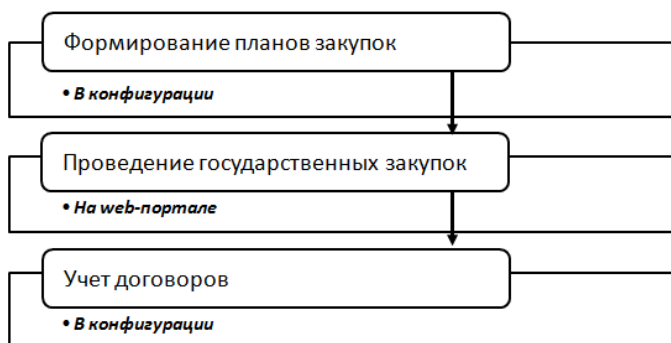 Формирование планов закупок
• В конфигурации
Проведение государственных закупок
• На web-портале
Учет договоров
• В конфигурации